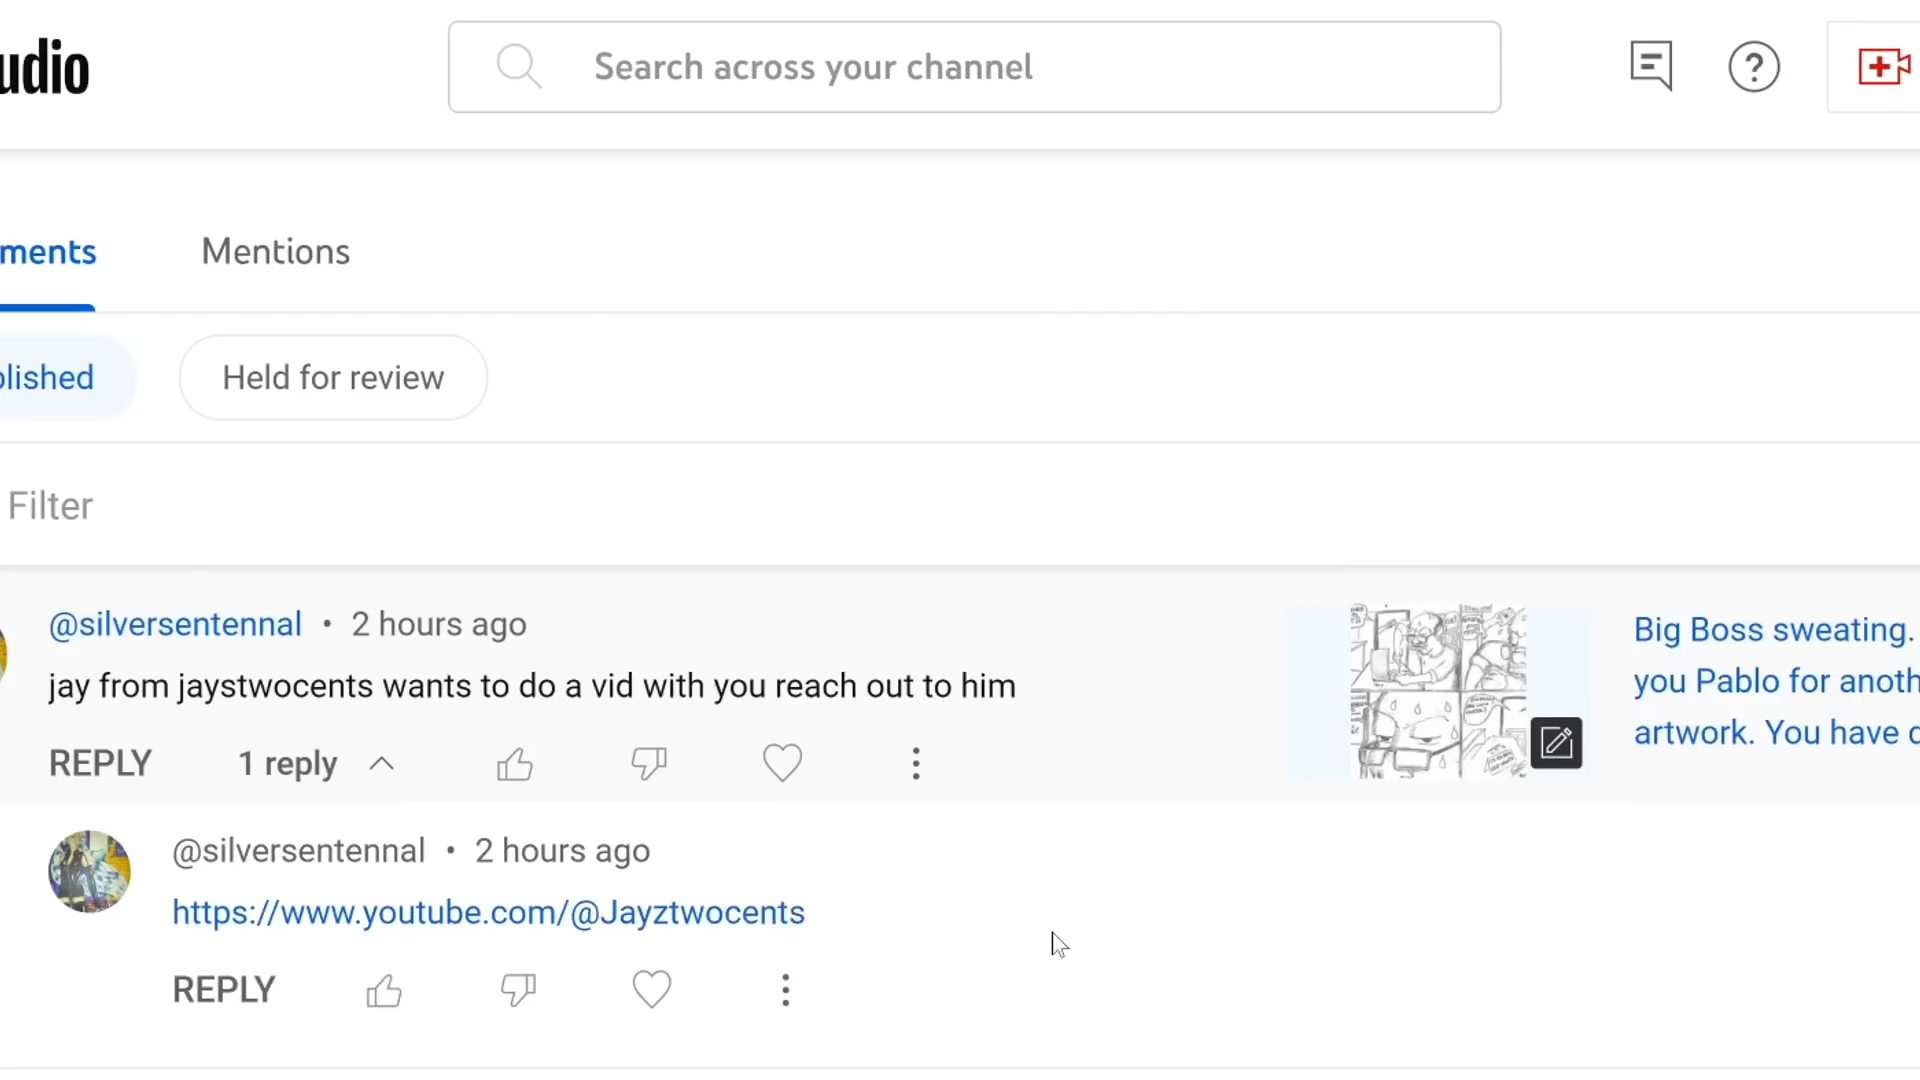 udio
Search across your channel
ments
Mentions
olished
Held for review
Filter
@silversentennal • 2 hours ago
jay from jaystwocents wants to do a vid with you reach out to him
REPLY
1 reply
Big Boss sweating.
you Pablo for anoth
artwork. You have
@silversentennal • 2 hours ago
https://www.youtube.com/@Jayztwocents
REPLY